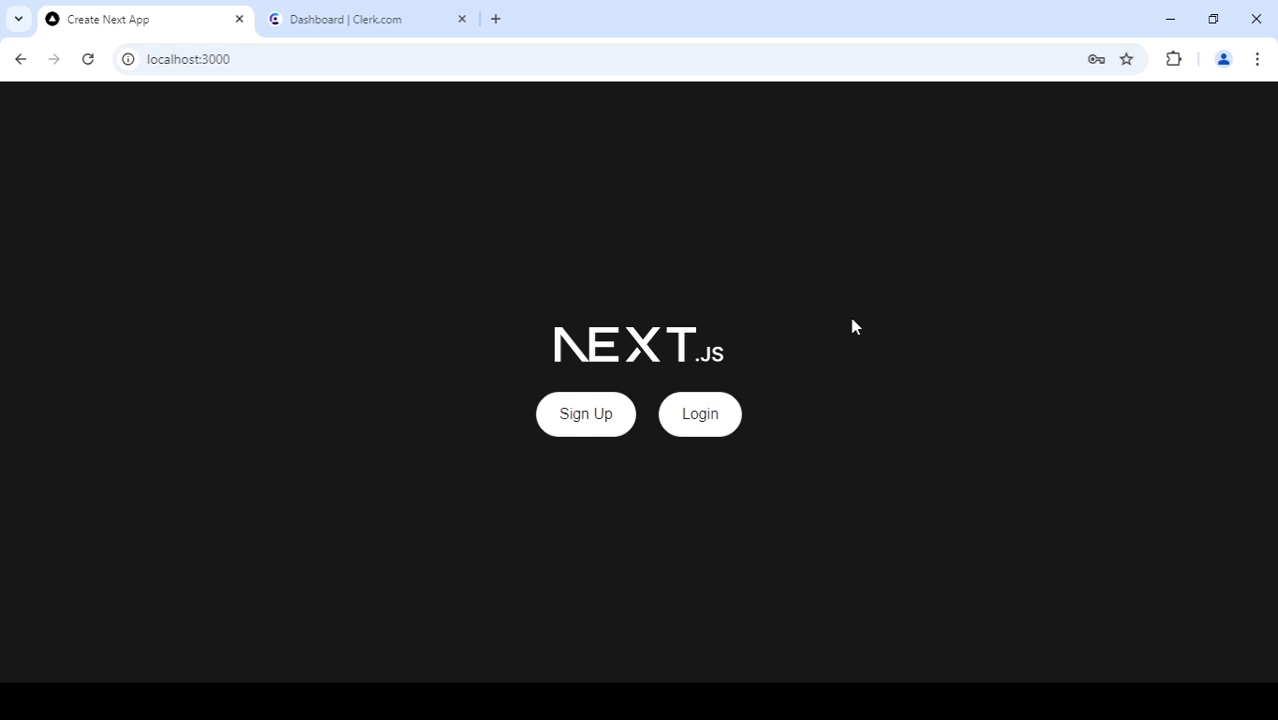 Create Next App
Dashboard | Clerk.com
localhost:3000
NEXT.JS
Sign Up
Login